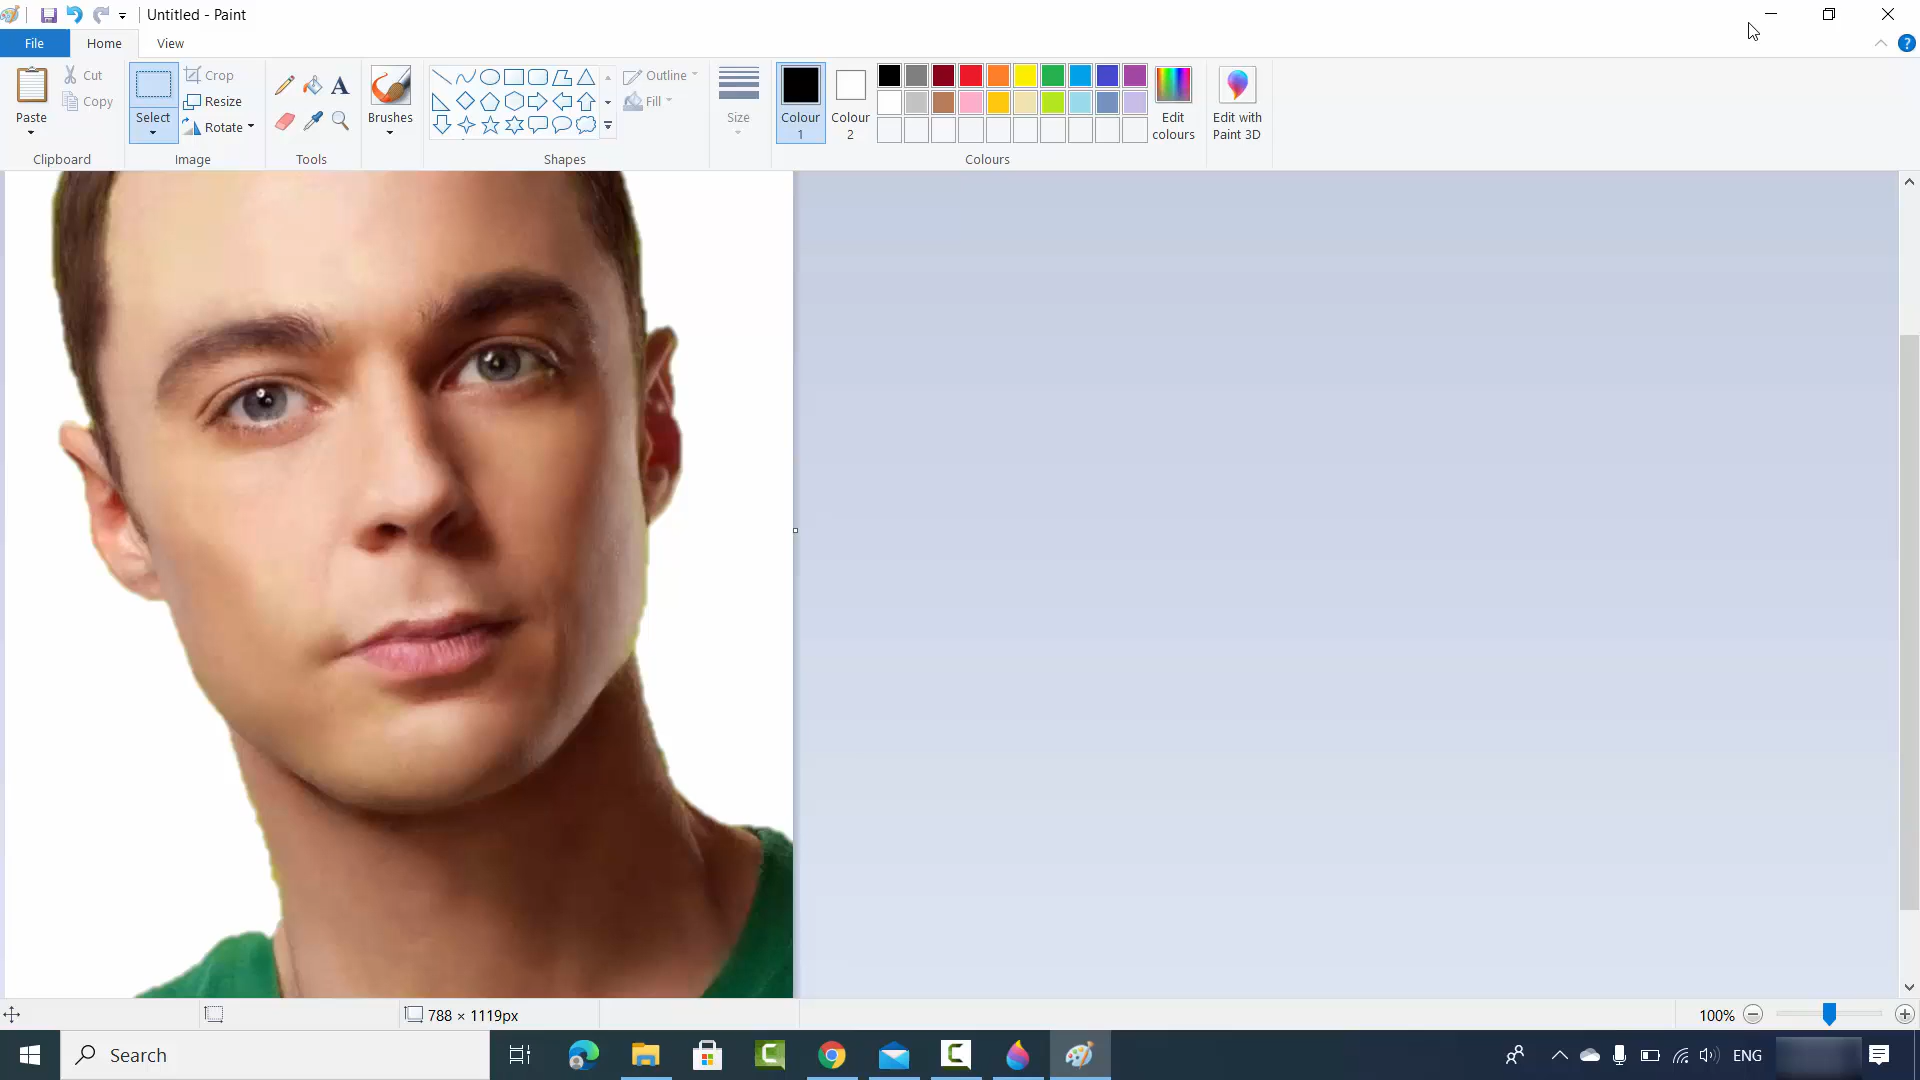 Untitled - Paint
File
Home
View
Paste
Cut
Copy
Clipboard
Select
Crop
Resize
Rotate
Image
A
Tools
Brushes
Outline
Fill
Shapes
Size
Colour
1
Colour
2
Edit
colours
Colours
Edit with
Paint 3D
?
788 × 1119px
100%
Search
ENG